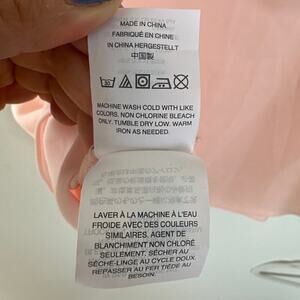 MADE IN CHINA
FABRIQUÉ EN CHINE
IN CHINA HERGESTELLT
中国製
30
MACHINE WASH COLD WITH LIKE
COLORS. NON CHLORINE BLEACH
ONLY. TUMBLE DRY LOW. WARM
IRON AS NEEDED.
LAVER À LA MACHINE À L'EAU
FROIDE AVEC DES COULEURS
SIMILAIRES. AGENT DE
BLANCHIMENT NON CHLORÉ
SEULEMENT. SÉCHER AU
SÈCHE-LINGE AU CYCLE DOUX.
REPASSER AU FER TIÈDE AU
BESOIN.